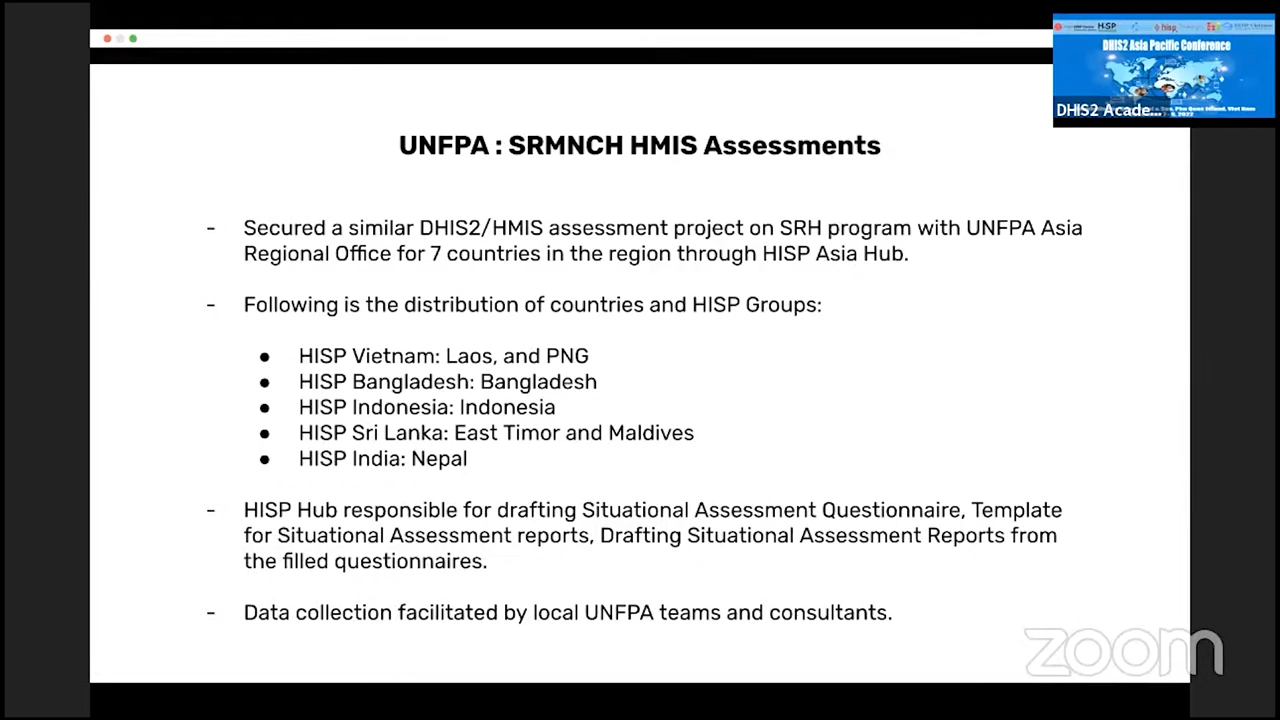 DHIS2 Asia Pacific Conference
DHIS2 Acade
UNFPA : SRMNCH HMIS Assessments
- Secured a similar DHIS2/HMIS assessment project on SRH program with UNFPA Asia
Regional Office for 7 countries in the region through HISP Asia Hub.
- Following is the distribution of countries and HISP Groups:
● HISP Vietnam: Laos, and PNG
● HISP Bangladesh: Bangladesh
● HISP Indonesia: Indonesia
● HISP Sri Lanka: East Timor and Maldives
● HISP India: Nepal
- HISP Hub responsible for drafting Situational Assessment Questionnaire, Template
for Situational Assessment reports, Drafting Situational Assessment Reports from
the filled questionnaires.
- Data collection facilitated by local UNFPA teams and consultants.
zoom